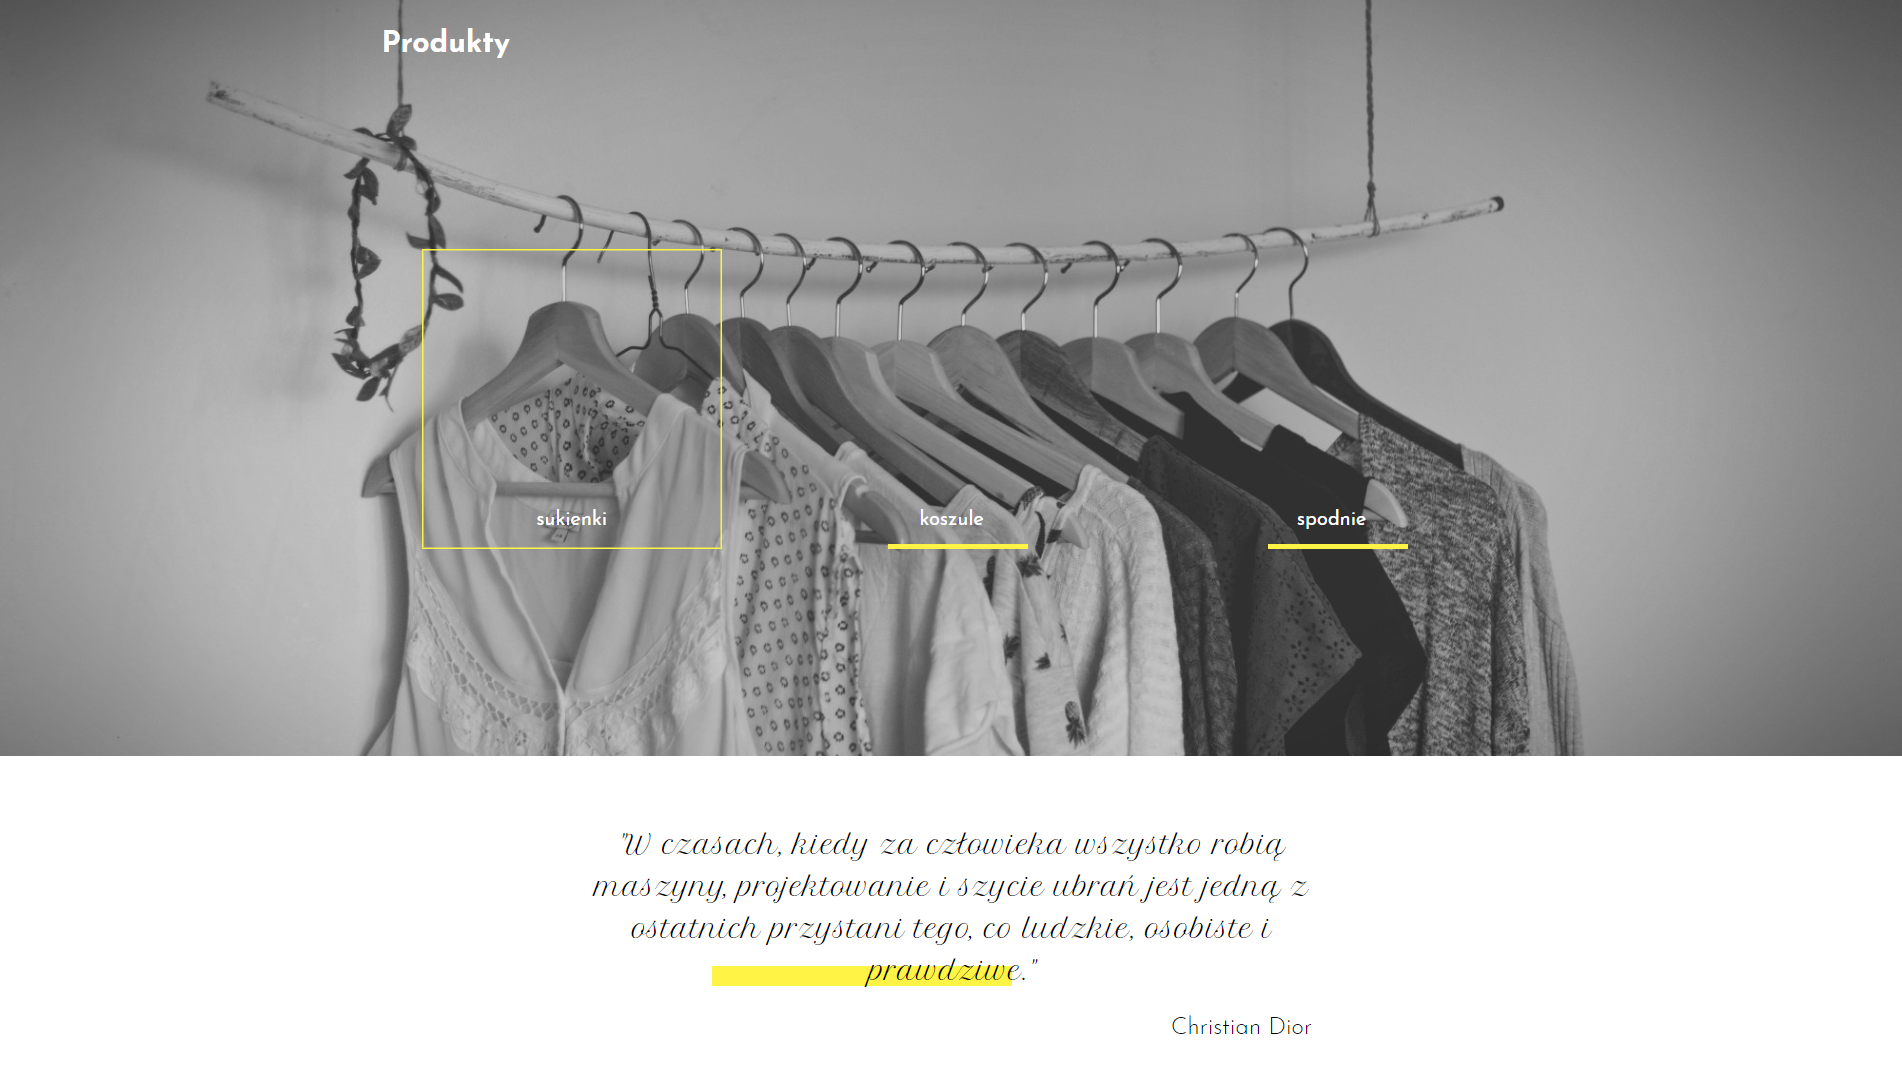 Produkty
sukienki
koszule
spodnie
"W czasach, kiedy za człowieka wszystko robią
maszyny, projektowanie i szycie ubrań jest jedną z
ostatnich przystani tego, co ludzkie, osobiste i
prawdziwe."
Christian Dior